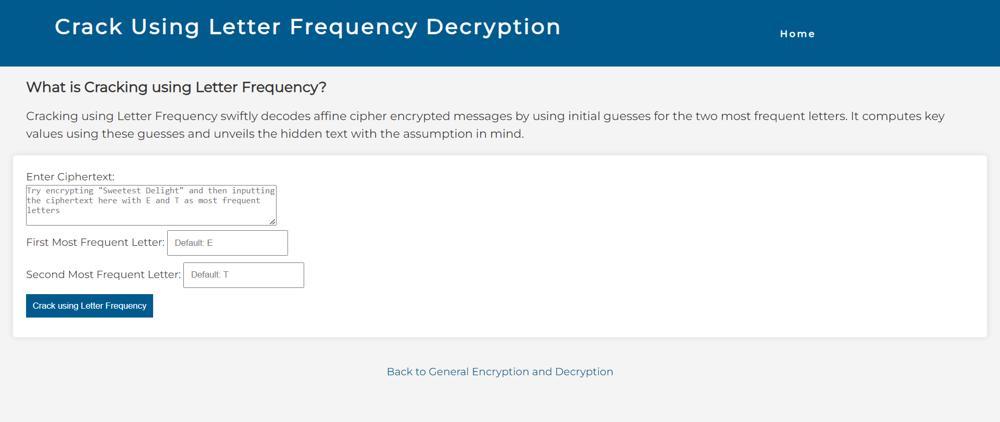 Crack Using Letter Frequency Decryption
Home
What is Cracking using Letter Frequency?
Cracking using Letter Frequency swiftly decodes affine cipher encrypted messages by using initial guesses for the two most frequent letters. It computes key
values using these guesses and unveils the hidden text with the assumption in mind.
Enter Ciphertext:
Try encrypting "Sweetest Delight" and then inputting
the ciphertext here with E and T as most frequent
letters
First Most Frequent Letter: Default: E
Second Most Frequent Letter: Default: T
Crack using Letter Frequency
Back to General Encryption and Decryption